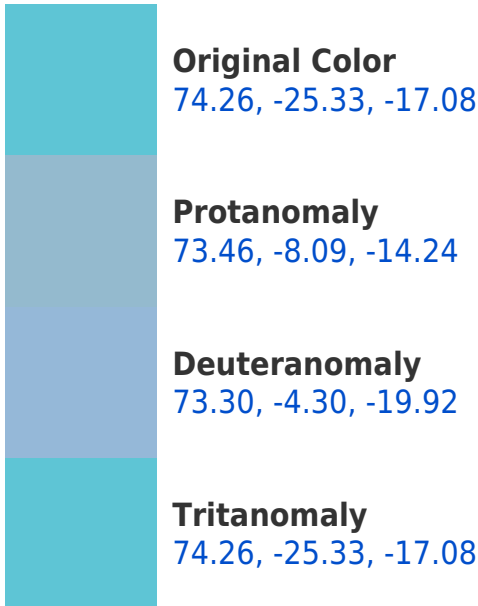 Original Color
74.26, -25.33, -17.08
Protanomaly
73.46, -8.09, -14.24
Deuteranomaly
73.30, -4.30, -19.92
Tritanomaly
74.26, -25.33, -17.08